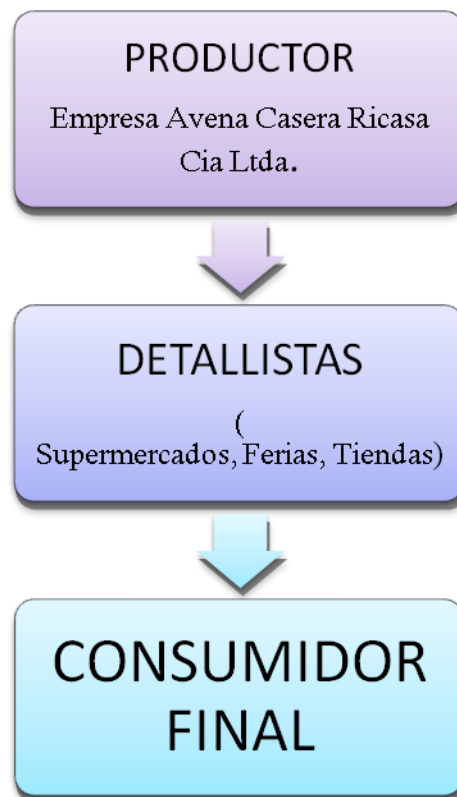 PRODUCTOR
Empresa Avena Casera Ricasa
Cia Ltda.
DETALLISTAS
(
Supermercados, Ferias, Tiendas)
CONSUMIDOR
FINAL